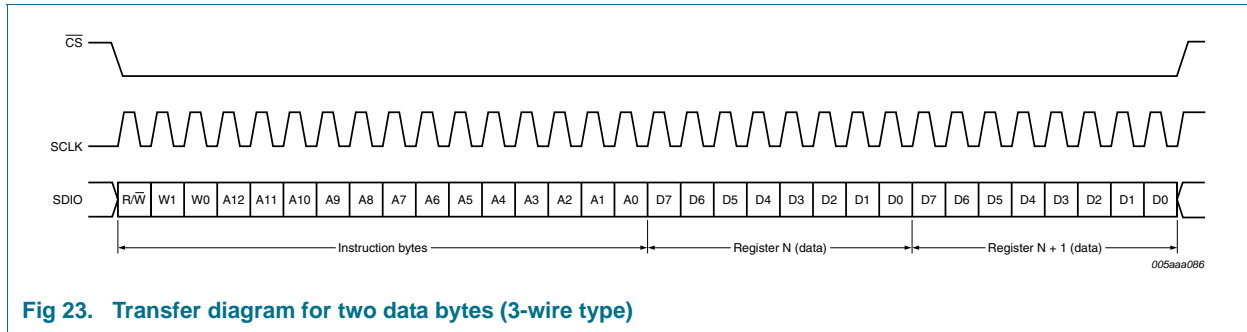 CS
SCLK
SDIO R/W W1 W0 A12 A11 A10 A9 A8 A7 A6 A5 A4 A3 A2 A1 A0 D7 D6 D5 D4 D3 D2 D1 D0 D7 D6 D5 D4 D3 D2 D1 D0
Instruction bytes Register N (data) Register N + 1 (data)
005aaa086
Fig 23. Transfer diagram for two data bytes (3-wire type)